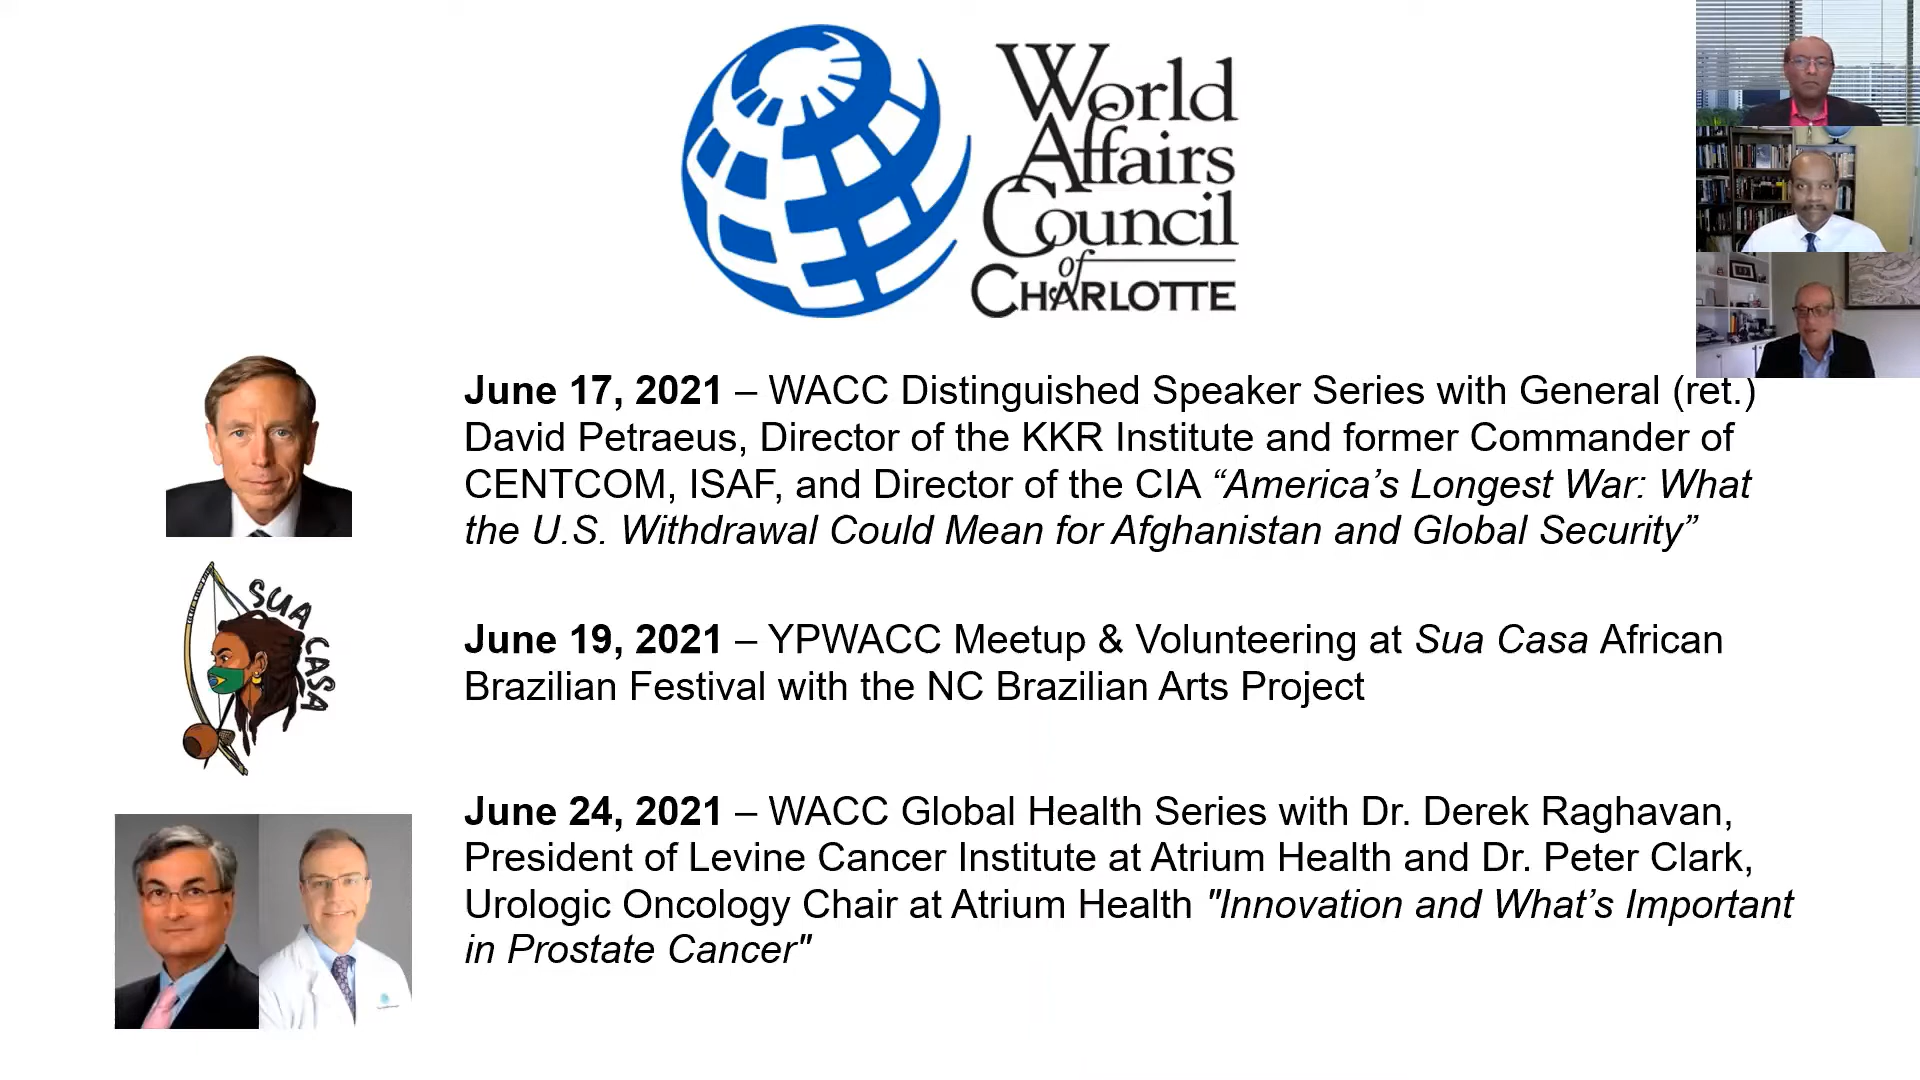 World
Affairs
Council
of
CHARLOTTE
June 17, 2021 – WACC Distinguished Speaker Series with General (ret.)
David Petraeus, Director of the KKR Institute and former Commander of
CENTCOM, ISAF, and Director of the CIA “America’s Longest War: What
the U.S. Withdrawal Could Mean for Afghanistan and Global Security”
SUA CASA
June 19, 2021 – YPWACC Meetup & Volunteering at Sua Casa African
Brazilian Festival with the NC Brazilian Arts Project
June 24, 2021 – WACC Global Health Series with Dr. Derek Raghavan,
President of Levine Cancer Institute at Atrium Health and Dr. Peter Clark,
Urologic Oncology Chair at Atrium Health "Innovation and What’s Important
in Prostate Cancer"